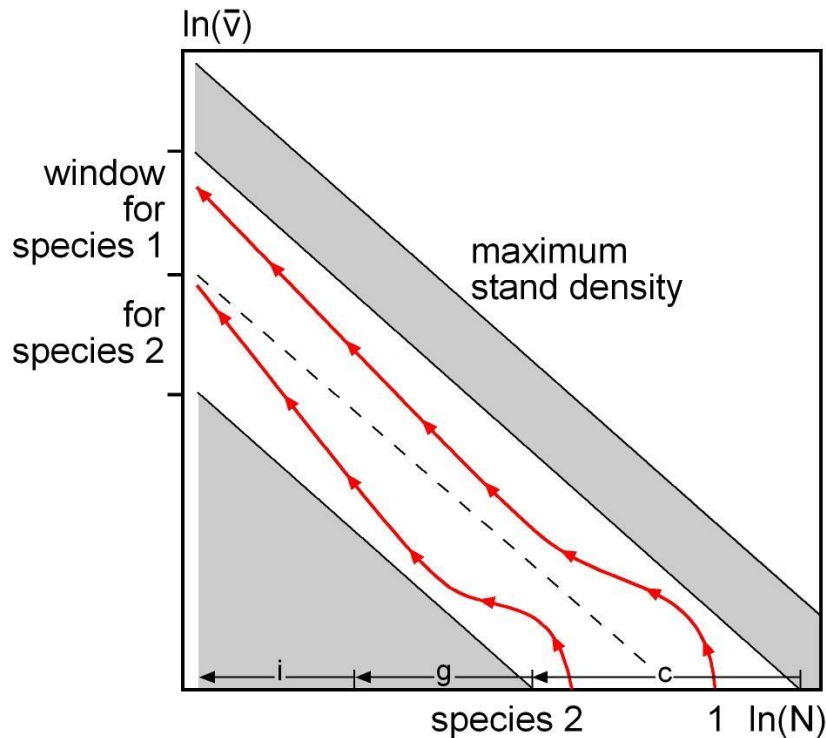 ln(v̄)
window
for
species 1
for
species 2
maximum
stand density
i
g
c
species 2
1
ln(N)